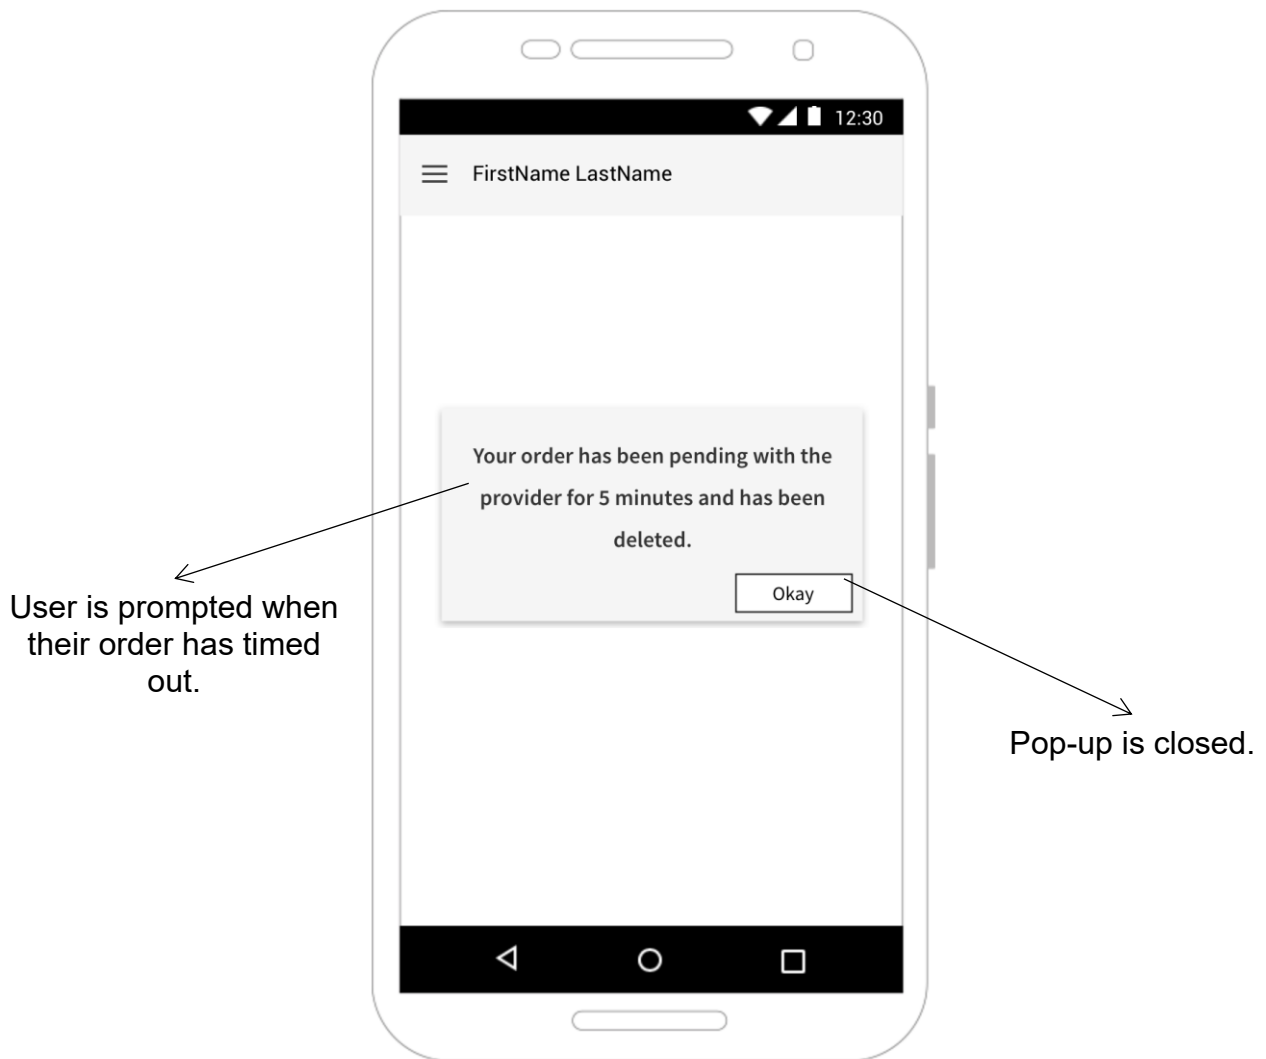 12:30
FirstName LastName
Your order has been pending with the
provider for 5 minutes and has been
deleted.
Okay
User is prompted when
their order has timed
out.
Pop-up is closed.